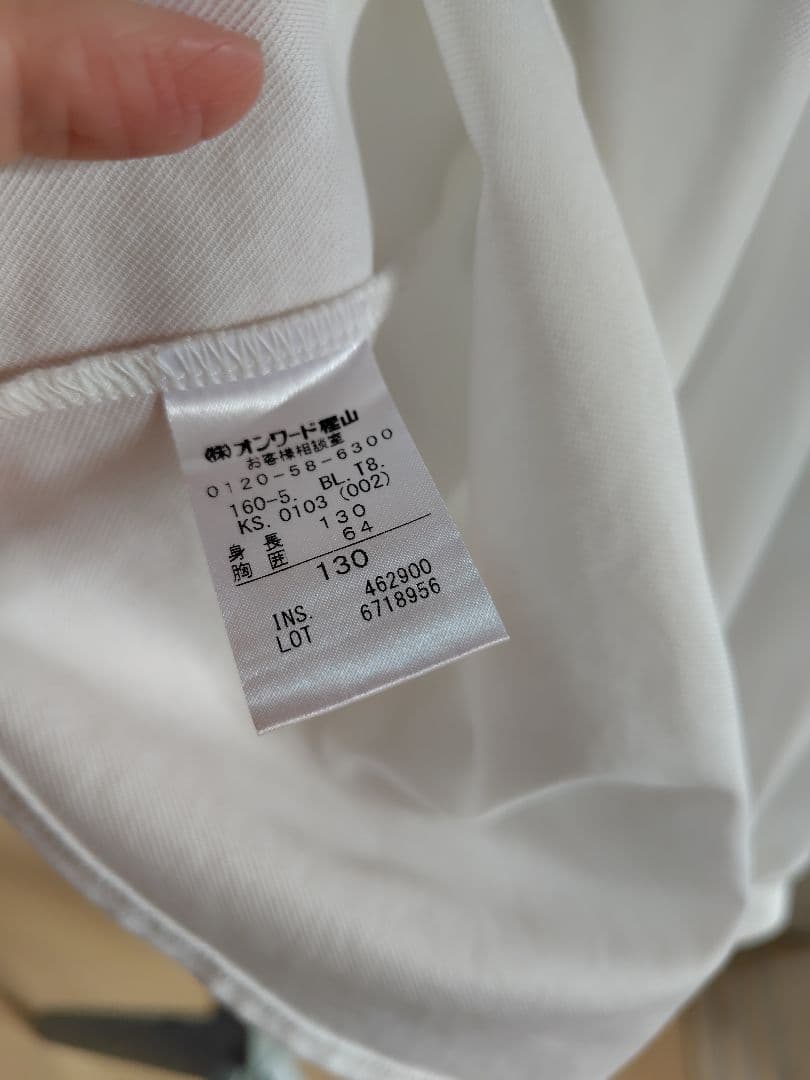 (株)オンワード樫山
お客様相談室
0120-58-6300
160-5. BL.T8.
KS. 0103 (002)
身長 130
胸囲 64
130
INS. 462900
LOT 6718956